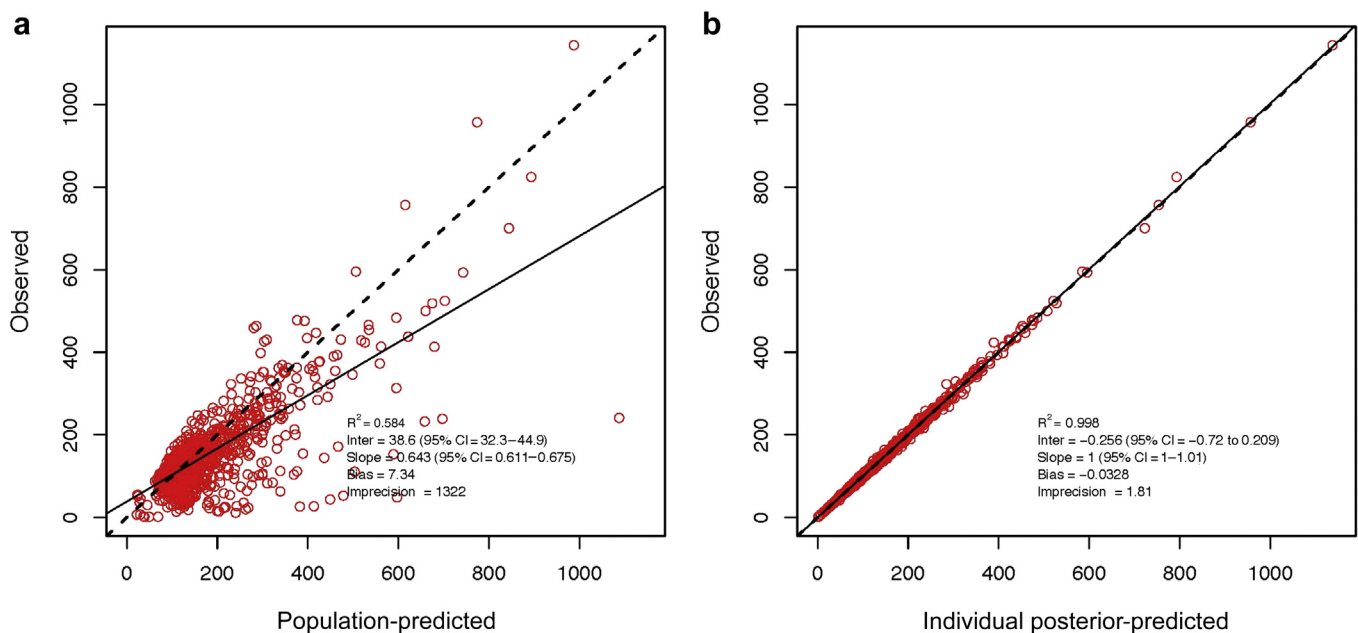 a
Observed
1000
800
600
400
200
0
R2 = 0.584
Inter = 38.6 (95% CI = 32.3–44.9)
Slope = 0.643 (95% CI = 0.611–0.675)
Bias = 7.34
Imprecision = 1322
0 200 400 600 800 1000
Population-predicted
b
Observed
1000
800
600
400
200
0
R2 = 0.998
Inter = −0.256 (95% CI = −0.72 to 0.209)
Slope = 1 (95% CI = 1–1.01)
Bias = −0.0328
Imprecision = 1.81
0 200 400 600 800 1000
Individual posterior-predicted